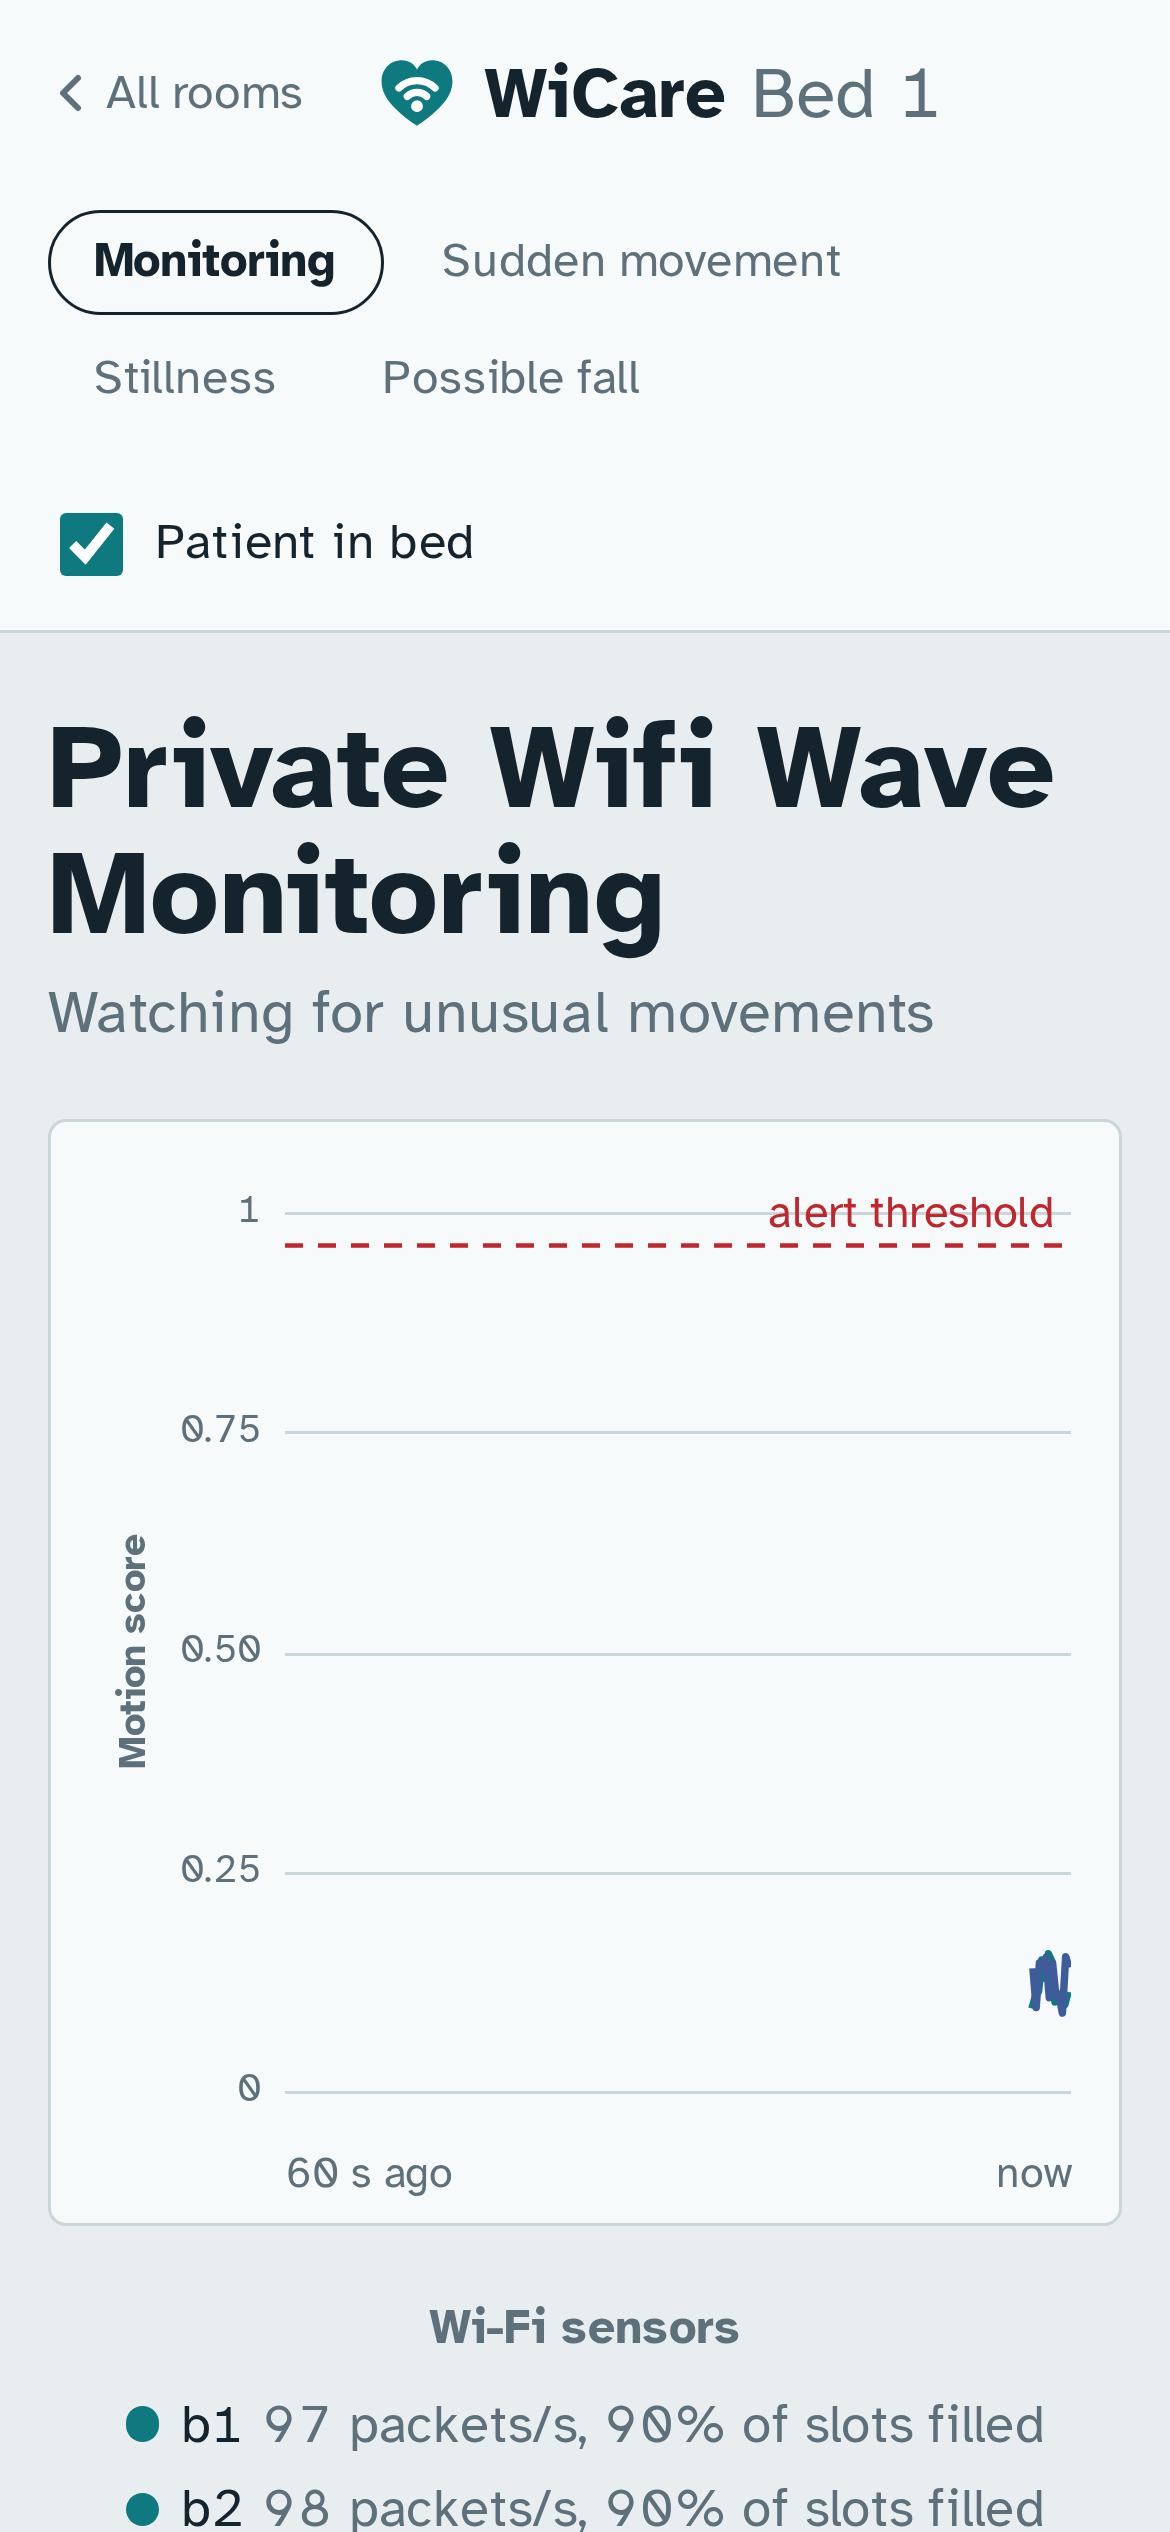 All rooms WiCare Bed 1
Monitoring Sudden movement
Stillness Possible fall
Patient in bed
Private Wifi Wave
Monitoring
Watching for unusual movements
1 alert threshold
0.75
Motion score
0.50
0.25
0
60 s ago now
Wi-Fi sensors
b1 97 packets/s, 90% of slots filled
b2 98 packets/s, 90% of slots filled